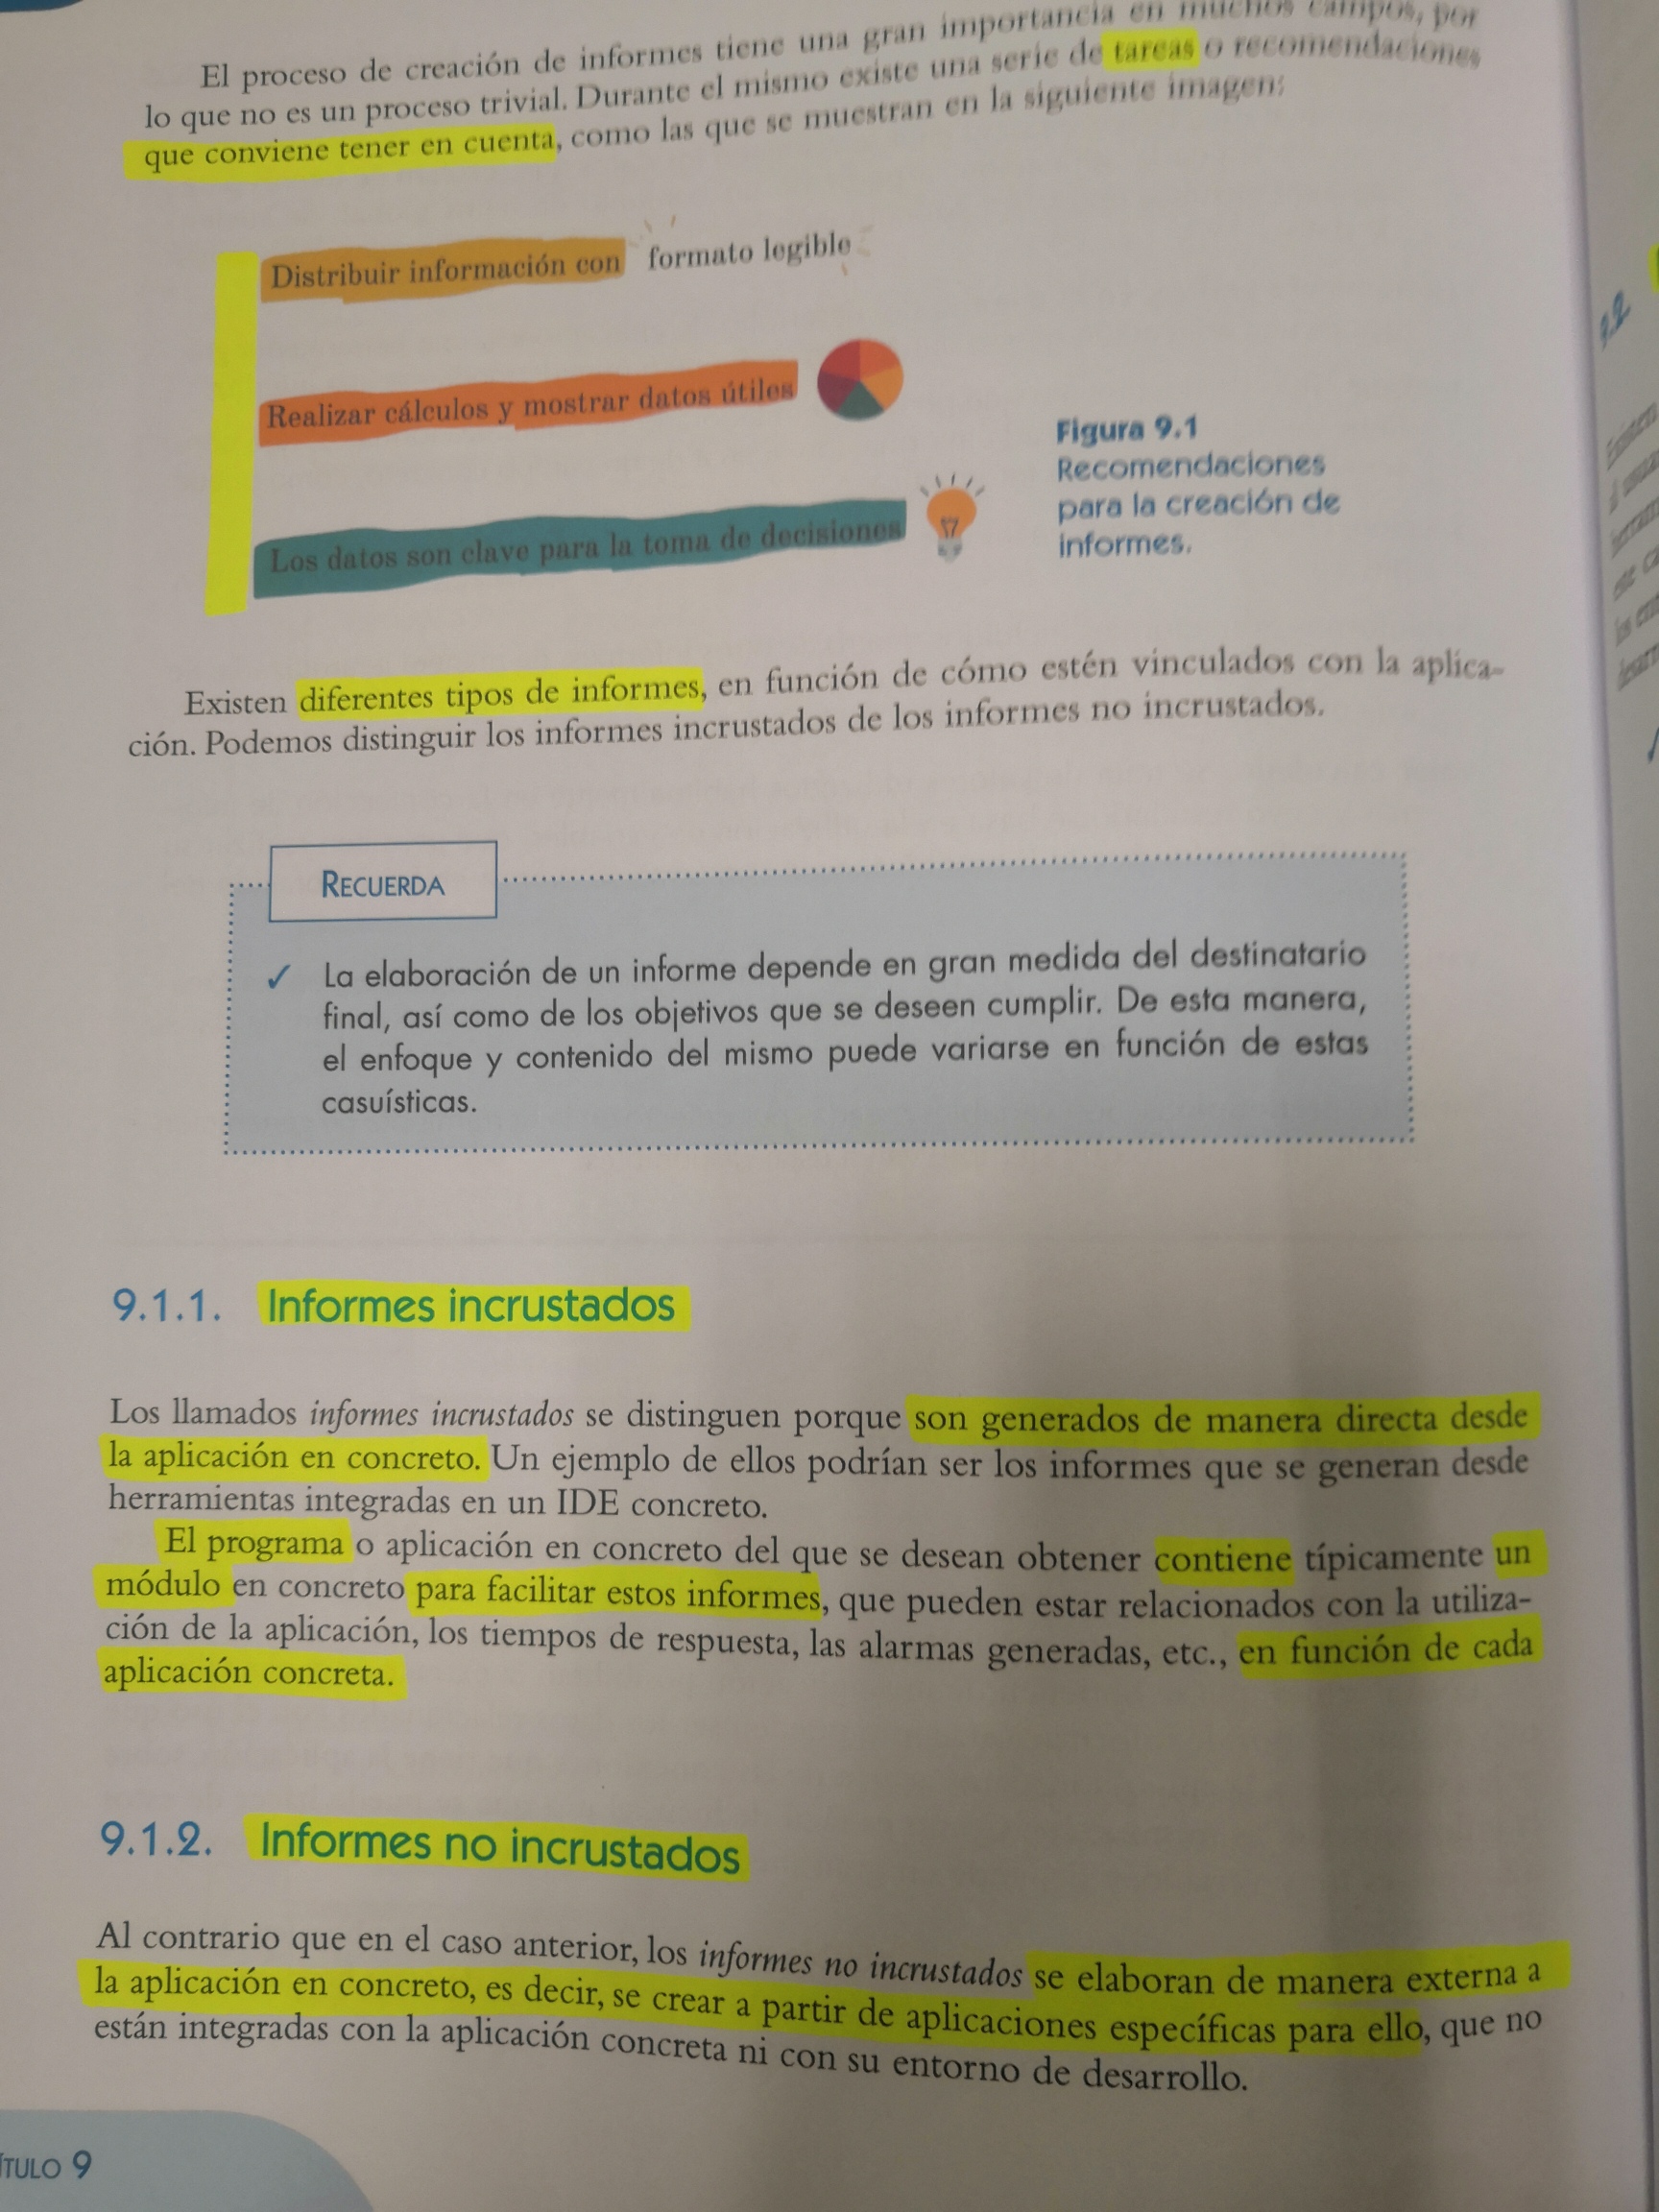 El proceso de creación de informes tiene una gran importancia en muchos campos, por
lo que no es un proceso trivial. Durante el mismo existe una serie de tareas o recomendaciones
que conviene tener en cuenta, como las que se muestran en la siguiente imagen:
Distribuir información con formato legible
Realizar cálculos y mostrar datos útiles
Los datos son clave para la toma de decisiones
Figura 9.1
Recomendaciones
para la creación de
informes.
Existen diferentes tipos de informes, en función de cómo estén vinculados con la aplica-
ción. Podemos distinguir los informes incrustados de los informes no incrustados.
RECUERDA
✓ La elaboración de un informe depende en gran medida del destinatario
final, así como de los objetivos que se deseen cumplir. De esta manera,
el enfoque y contenido del mismo puede variarse en función de estas
casuísticas.
9.1.1. Informes incrustados
Los llamados informes incrustados se distinguen porque son generados de manera directa desde
la aplicación en concreto. Un ejemplo de ellos podrían ser los informes que se generan desde
herramientas integradas en un IDE concreto.
El programa o aplicación en concreto del que se desean obtener contiene típicamente un
módulo en concreto para facilitar estos informes, que pueden estar relacionados con la utiliza-
ción de la aplicación, los tiempos de respuesta, las alarmas generadas, etc., en función de cada
aplicación concreta.
9.1.2. Informes no incrustados
Al contrario que en el caso anterior, los informes no incrustados se elaboran de manera externa a
la aplicación en concreto, es decir, se crear a partir de aplicaciones específicas para ello, que no
están integradas con la aplicación concreta ni con su entorno de desarrollo.
ÍTULO 9
9.2